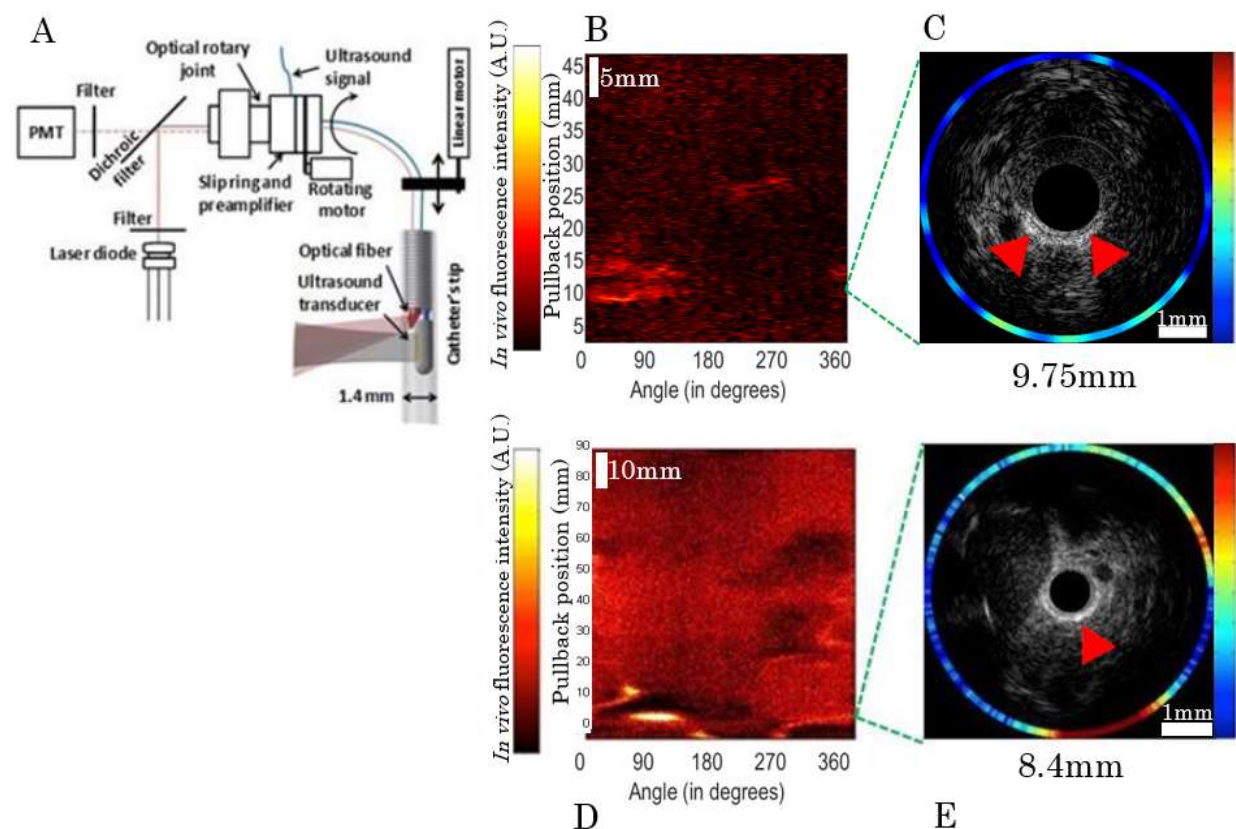 A
Optical rotary
joint
Ultrasound
signal
Filter
PMT
Dichroic
filter
Slip ring and
preamplifier
Rotating
motor
Linear motor
Filter
Laser diode
Optical fiber
Ultrasound
transducer
Catheter's tip
1.4 mm
B
In vivo fluorescence intensity (A.U.)
Pullback position (mm)
45
40
35
30
25
20
15
10
5
5mm
0 90 180 270 360
Angle (in degrees)
C
1mm
9.75mm
In vivo fluorescence intensity (A.U.)
Pullback position (mm)
90
80
70
60
50
40
30
20
10
0
10mm
0 90 180 270 360
Angle (in degrees)
D
1mm
8.4mm
E